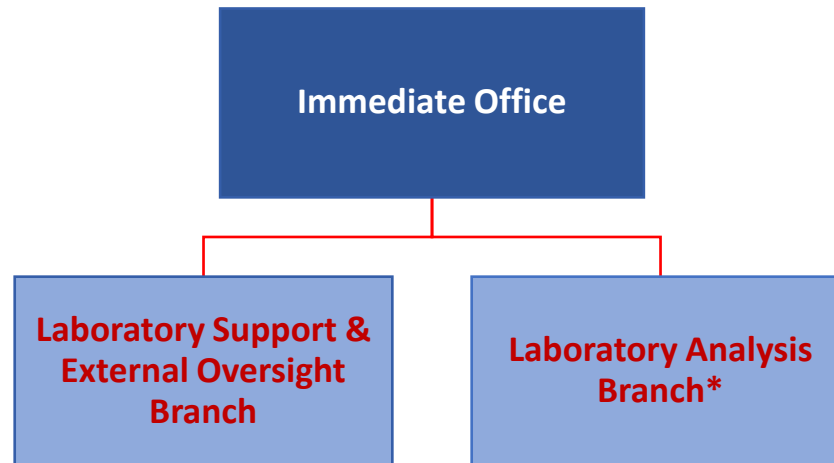 Immediate Office
Laboratory Support &
External Oversight
Branch
Laboratory Analysis
Branch*